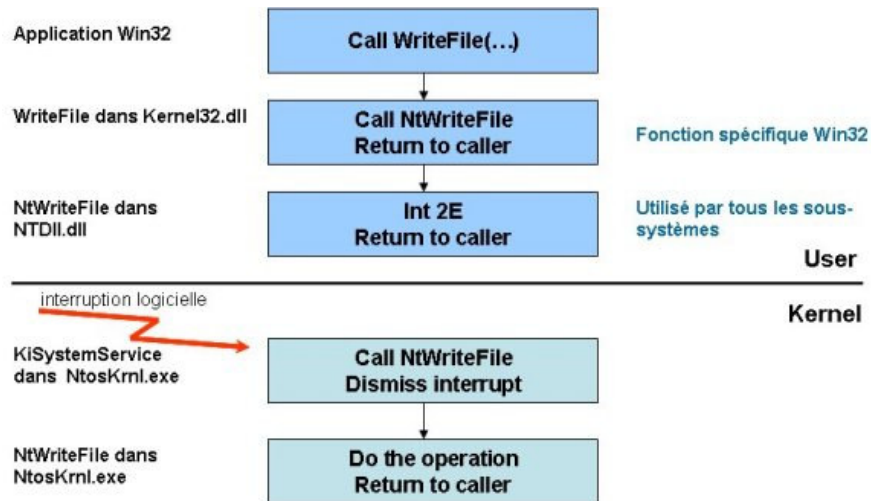 Application Win32
Call WriteFile(…)
WriteFile dans Kernel32.dll
Call NtWriteFile
Return to caller
Fonction spécifique Win32
NtWriteFile dans
NTDll.dll
Int 2E
Return to caller
Utilisé par tous les sous-
systèmes
User
interruption logicielle
Kernel
KiSystemService
dans NtosKrnl.exe
Call NtWriteFile
Dismiss interrupt
NtWriteFile dans
NtosKrnl.exe
Do the operation
Return to caller